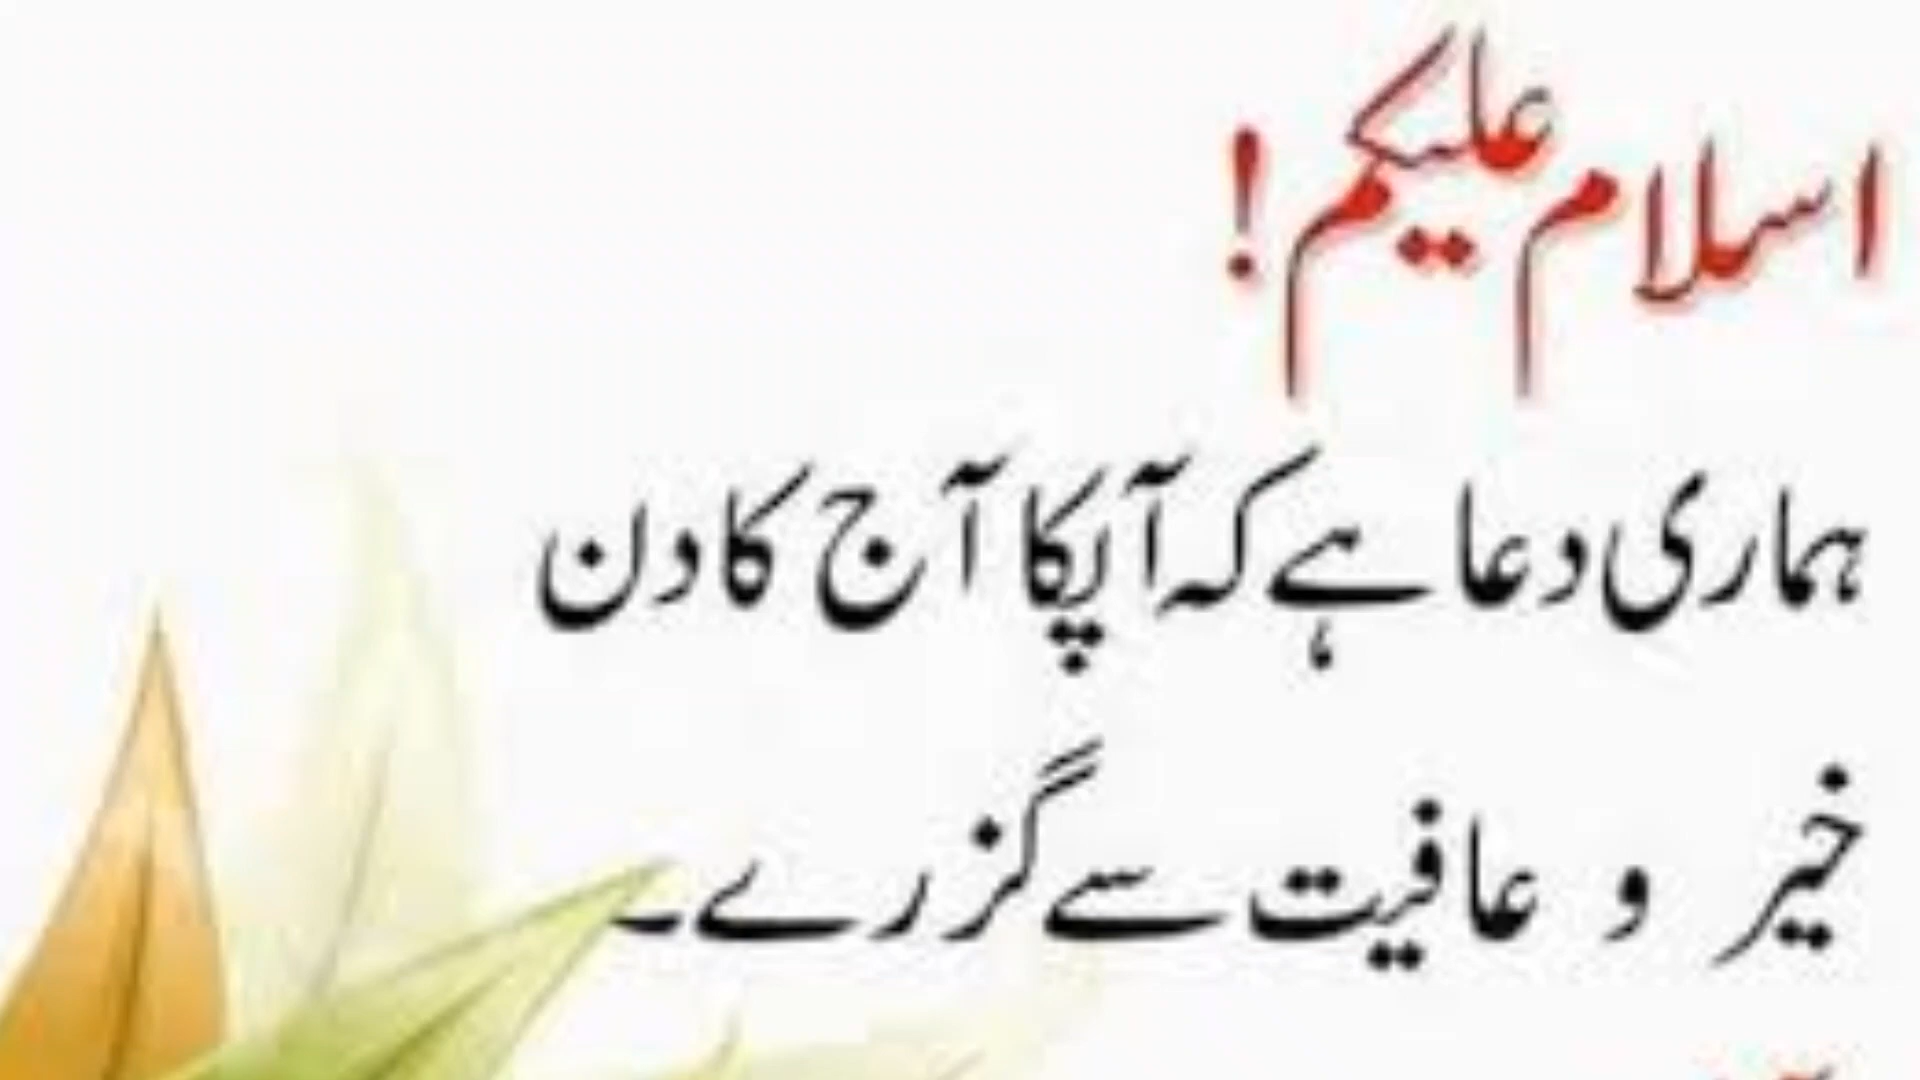 اسلام علیکم!
ہماری دعا ہے کہ آپکا آج کا دن
خیر و عافیت سے گزرے۔